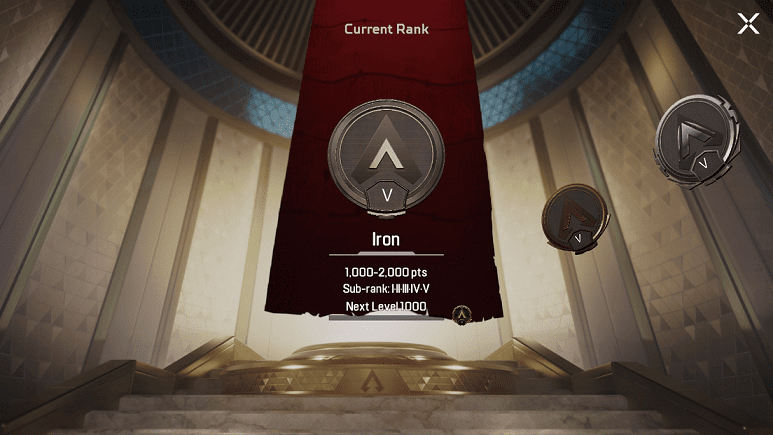 Current Rank
V
Iron
1,000-2,000 pts
Sub-rank: I·II·III·IV·V
Next Level 1000
V
V